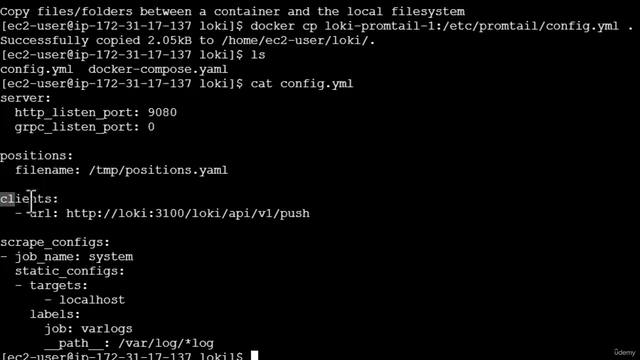 Copy files/folders between a container and the local filesystem
[ec2-user@ip-172-31-17-137 loki]$ docker cp loki-promtail-1:/etc/promtail/config.yml .
Successfully copied 2.05kB to /home/ec2-user/loki/.
[ec2-user@ip-172-31-17-137 loki]$ ls
config.yml  docker-compose.yaml
[ec2-user@ip-172-31-17-137 loki]$ cat config.yml
server:
  http_listen_port: 9080
  grpc_listen_port: 0
positions:
  filename: /tmp/positions.yaml
clients:
  - url: http://loki:3100/loki/api/v1/push
scrape_configs:
- job_name: system
  static_configs:
  - targets:
      - localhost
    labels:
      job: varlogs
      __path__: /var/log/*log
[ec2-user@ip-172-31-17-137 loki]$
udemy